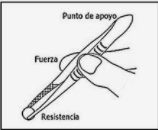 Punto de apoyo
Fuerza
Resistencia